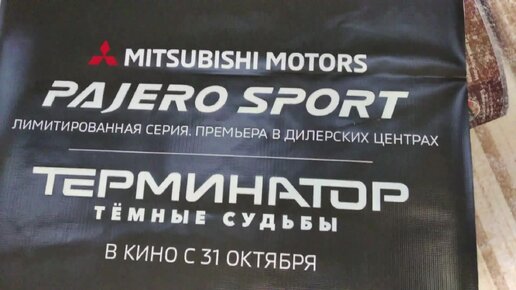 MITSUBISHI MOTORS
PAJERO SPORT
ЛИМИТИРОВАННАЯ СЕРИЯ. ПРЕМЬЕРА В ДИЛЕРСКИХ ЦЕНТРАХ
ТЕРМИНАТОР
ТЁМНЫЕ СУДЬБЫ
В КИНО С 31 ОКТЯБРЯ